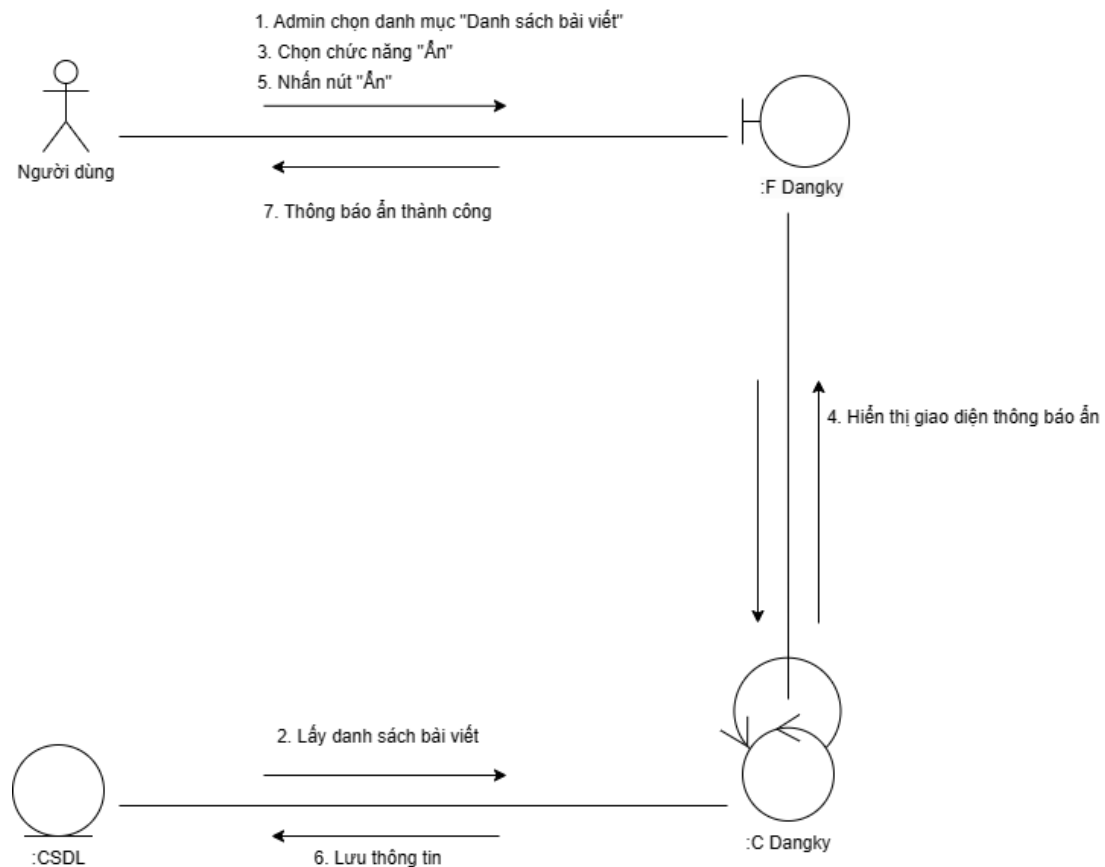 1. Admin chọn danh mục "Danh sách bài viết"
3. Chọn chức năng "Ẩn"
5. Nhấn nút "Ẩn"
Người dùng
:F Dangky
7. Thông báo ẩn thành công
4. Hiển thị giao diện thông báo ẩn
2. Lấy danh sách bài viết
:C Dangky
:CSDL
6. Lưu thông tin